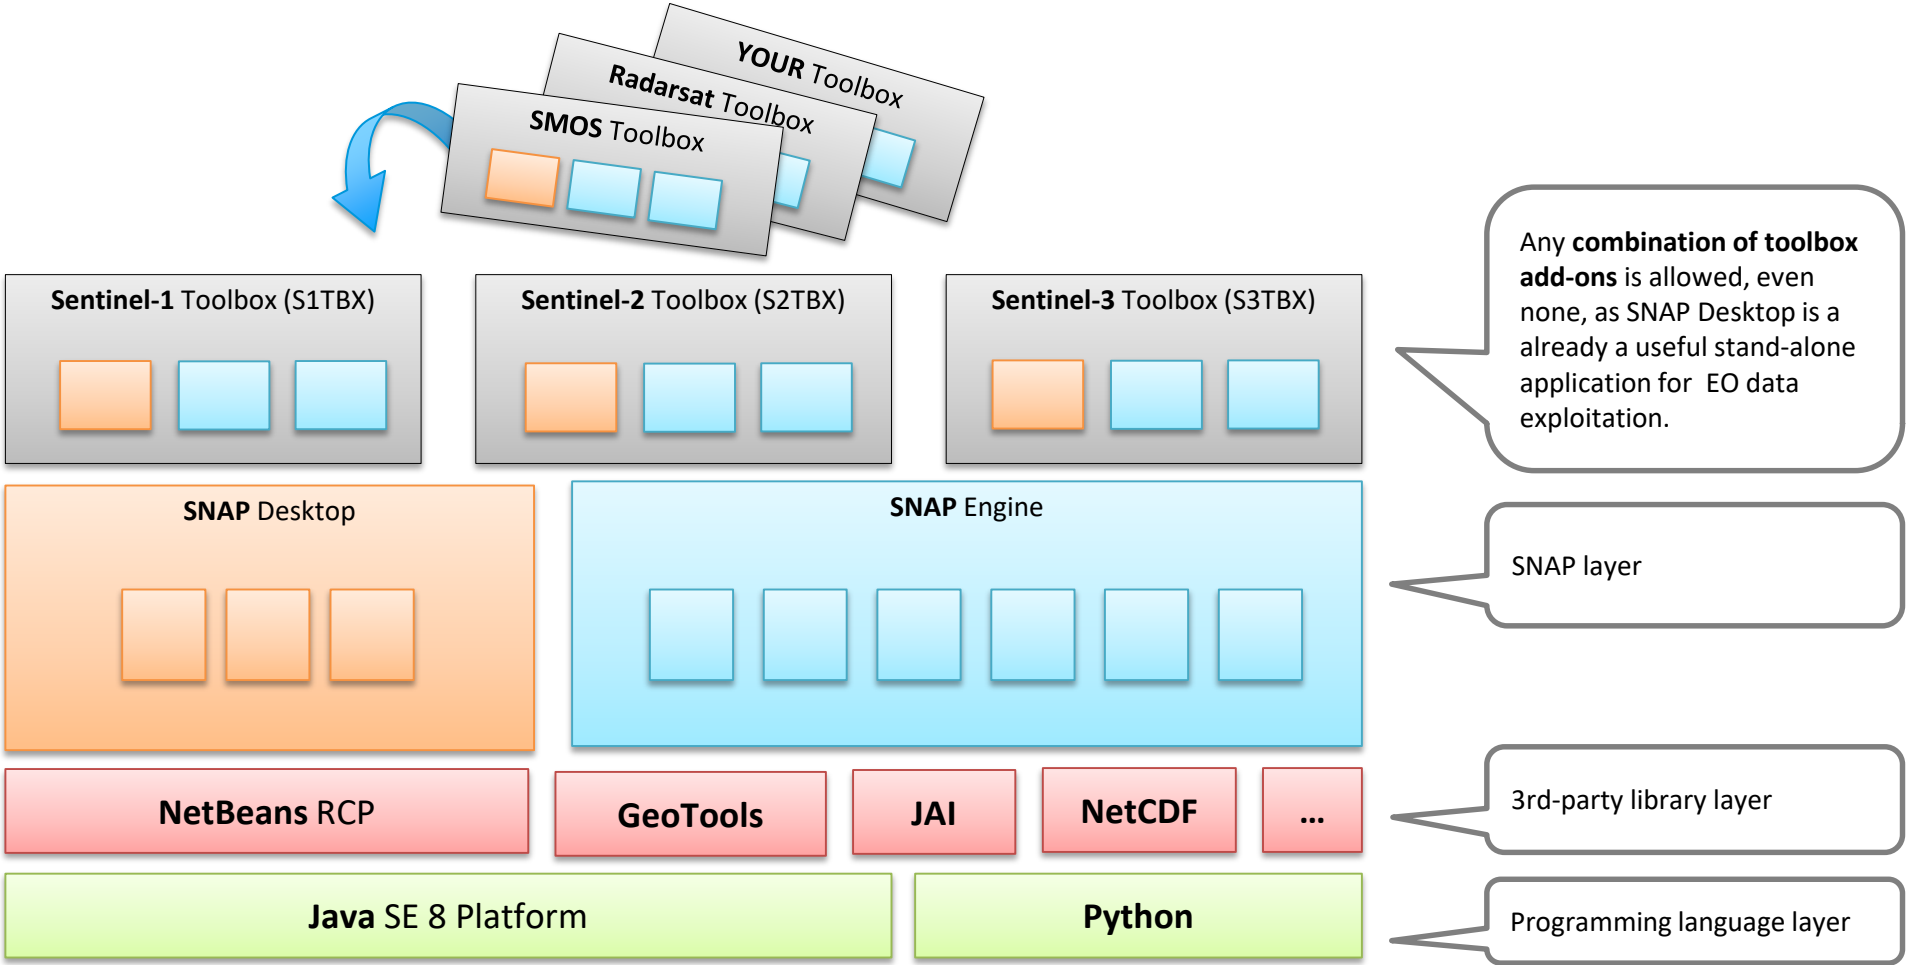 YOUR Toolbox
Radarsat Toolbox
SMOS Toolbox
Sentinel-1 Toolbox (S1TBX)
Sentinel-2 Toolbox (S2TBX)
Sentinel-3 Toolbox (S3TBX)
Any combination of toolbox
add-ons is allowed, even
none, as SNAP Desktop is a
already a useful stand-alone
application for  EO data
exploitation.
SNAP Desktop
SNAP Engine
SNAP layer
NetBeans RCP
GeoTools
JAI
NetCDF
...
3rd-party library layer
Java SE 8 Platform
Python
Programming language layer